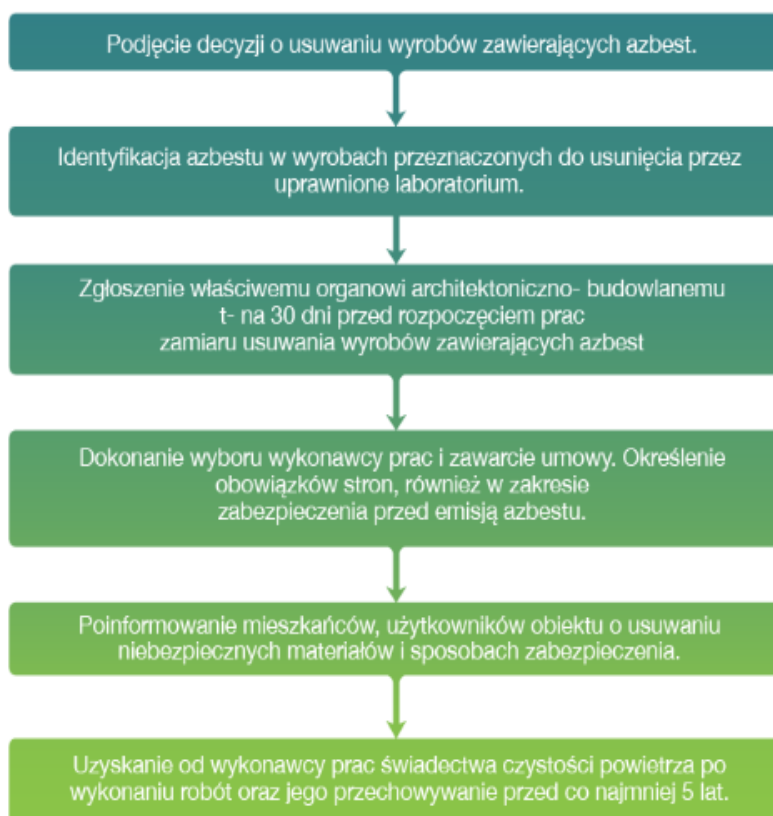 Podjęcie decyzji o usuwaniu wyrobów zawierających azbest.
Identyfikacja azbestu w wyrobach przeznaczonych do usunięcia przez
uprawnione laboratorium.
Zgłoszenie właściwemu organowi architektoniczno- budowlanemu
t- na 30 dni przed rozpoczęciem prac
zamiaru usuwania wyrobów zawierających azbest
Dokonanie wyboru wykonawcy prac i zawarcie umowy. Określenie
obowiązków stron, również w zakresie
zabezpieczenia przed emisją azbestu.
Poinformowanie mieszkańców, użytkowników obiektu o usuwaniu
niebezpiecznych materiałów i sposobach zabezpieczenia.
Uzyskanie od wykonawcy prac świadectwa czystości powietrza po
wykonaniu robót oraz jego przechowywanie przed co najmniej 5 lat.